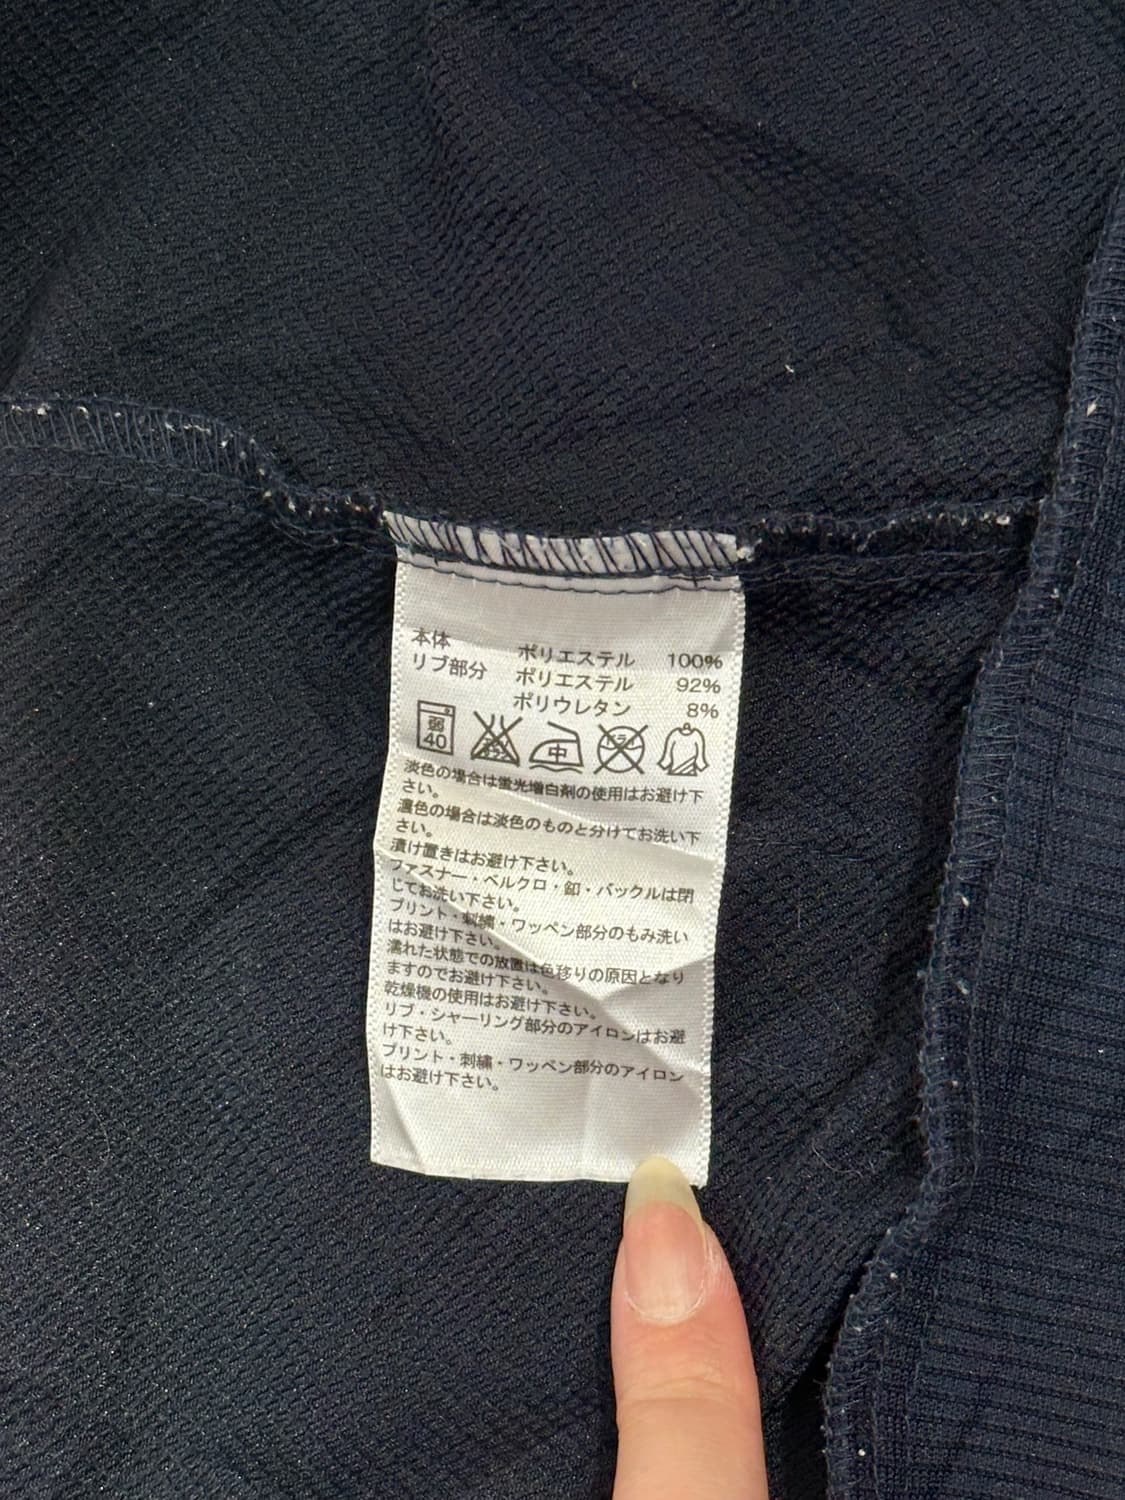 本体 ポリエステル 100%
リブ部分 ポリエステル 92%
ポリウレタン 8%
弱 40 中
淡色の場合は蛍光増白剤の使用はお避け下
さい。
濃色の場合は淡色のものと分けてお洗い下
さい。
漬け置きはお避け下さい。
ファスナー・ベルクロ・釦・バックルは閉
じてお洗い下さい。
プリント・刺繍・ワッペン部分のもみ洗い
はお避け下さい。
濡れた状態での放置は色移りの原因となり
ますのでお避け下さい。
乾燥機の使用はお避け下さい。
リブ・シャーリング部分のアイロンはお避
け下さい。
プリント・刺繍・ワッペン部分のアイロン
はお避け下さい。